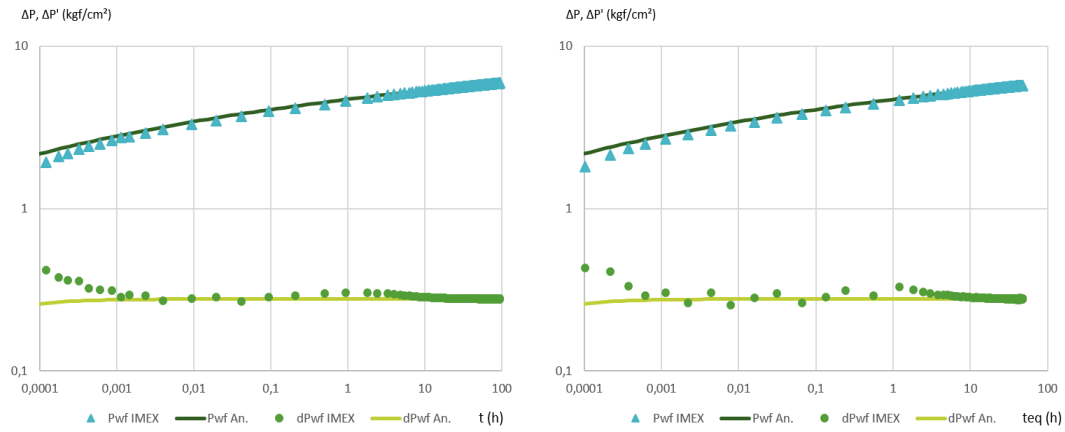 ΔP, ΔP' (kgf/cm²)
10
1
0,1
0,0001 0,001 0,01 0,1 1 10 100
Pwf IMEX Pwf An. dPwf IMEX dPwf An. t (h)
ΔP, ΔP' (kgf/cm²)
10
1
0,1
0,0001 0,001 0,01 0,1 1 10 100
Pwf IMEX Pwf An. dPwf IMEX dPwf An. teq (h)